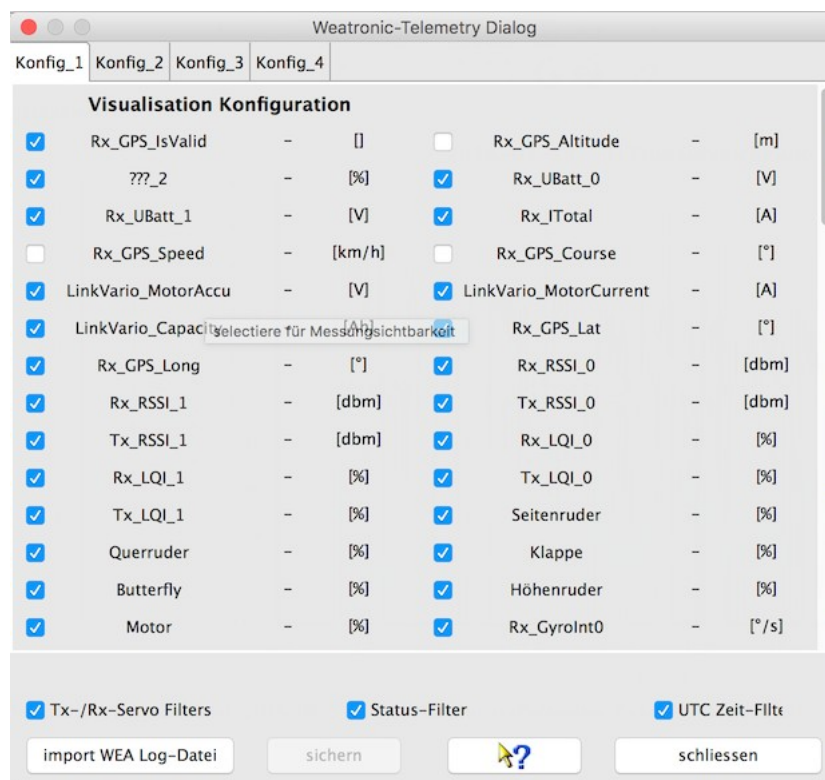 Weatronic-Telemetry Dialog
Konfig_1 Konfig_2 Konfig_3 Konfig_4
Visualisation Konfiguration
Rx_GPS_IsValid - [] Rx_GPS_Altitude - [m]
???_2 - [%] Rx_UBatt_0 - [V]
Rx_UBatt_1 - [V] Rx_ITotal - [A]
Rx_GPS_Speed - [km/h] Rx_GPS_Course - [°]
LinkVario_MotorAccu - [V] LinkVario_MotorCurrent - [A]
LinkVario_Capacity - [Ah] Rx_GPS_Lat - [°]
selectiere für Messungsichtbarkeit
Rx_GPS_Long - [°] Rx_RSSI_0 - [dbm]
Rx_RSSI_1 - [dbm] Tx_RSSI_0 - [dbm]
Tx_RSSI_1 - [dbm] Rx_LQI_0 - [%]
Rx_LQI_1 - [%] Tx_LQI_0 - [%]
Tx_LQI_1 - [%] Seitenruder - [%]
Querruder - [%] Klappe - [%]
Butterfly - [%] Höhenruder - [%]
Motor - [%] Rx_GyroInt0 - [°/s]
Tx-/Rx-Servo Filters Status-Filter UTC Zeit-FIlte
import WEA Log-Datei sichern ? schliessen